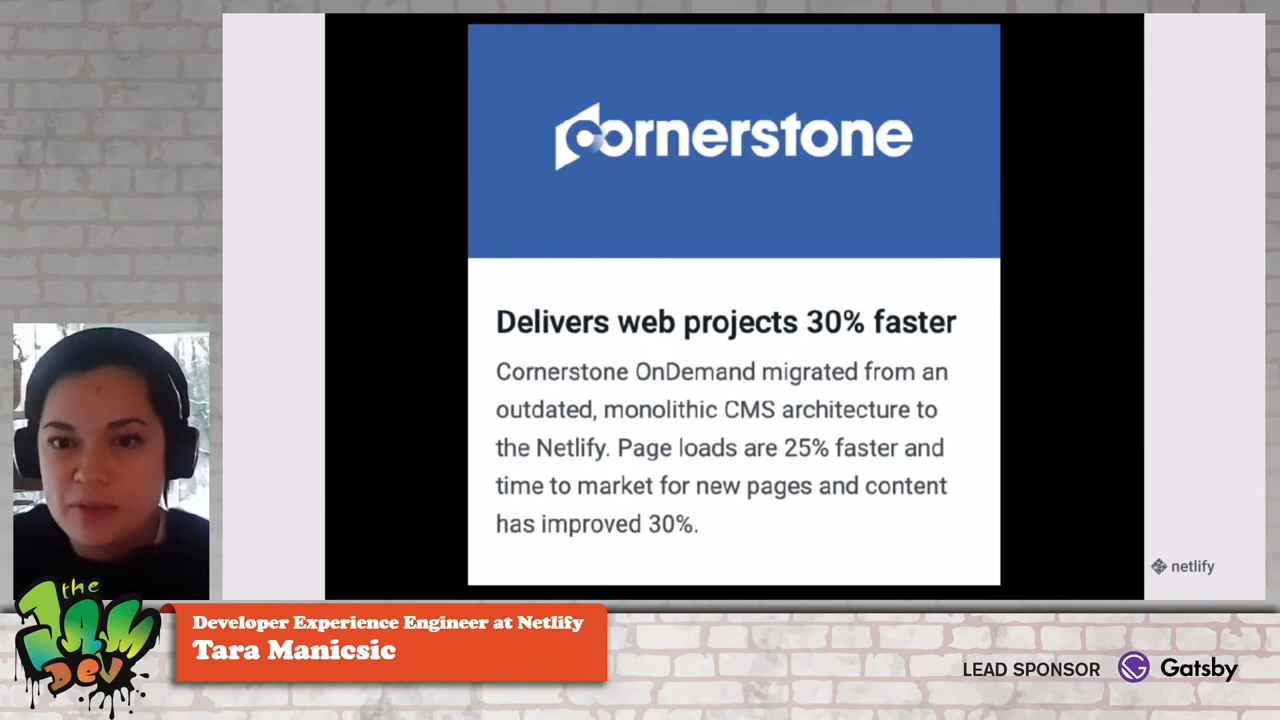 Cornerstone
Delivers web projects 30% faster
Cornerstone OnDemand migrated from an
outdated, monolithic CMS architecture to
the Netlify. Page loads are 25% faster and
time to market for new pages and content
has improved 30%.
netlify
the
JAM
DEV
Developer Experience Engineer at Netlify
Tara Manicsic
LEAD SPONSOR
Gatsby